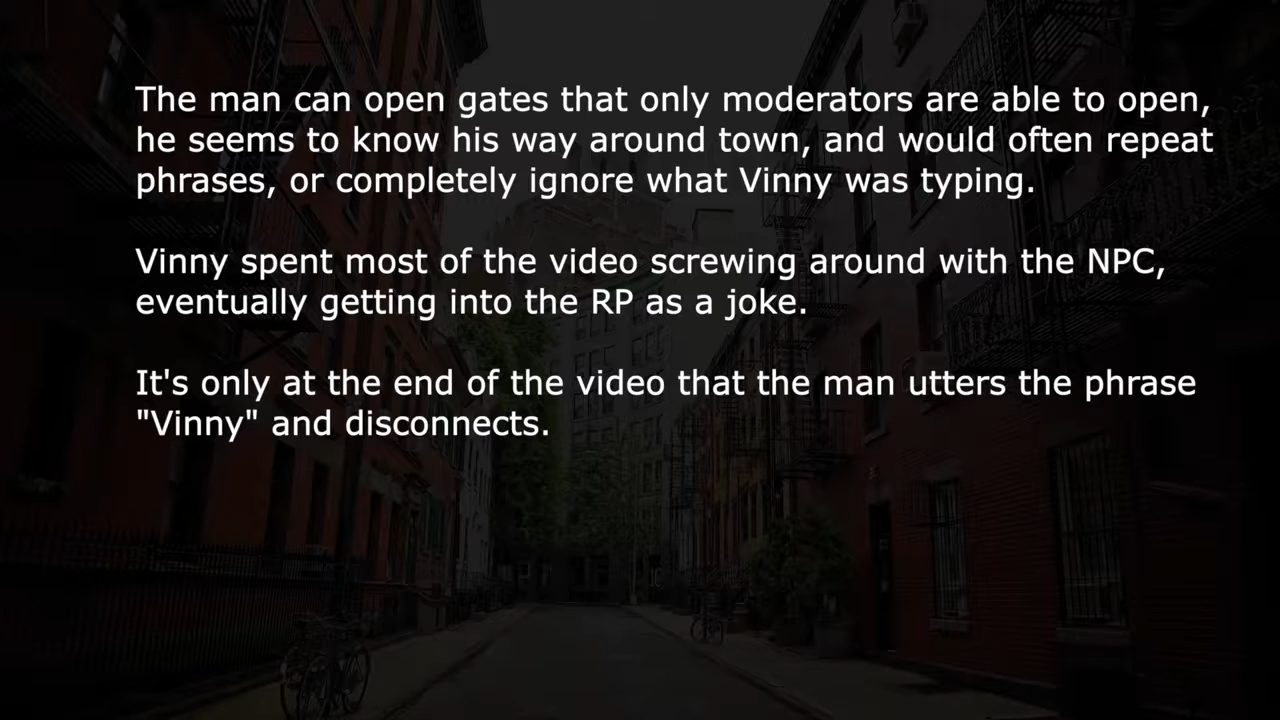 The man can open gates that only moderators are able to open,
he seems to know his way around town, and would often repeat
phrases, or completely ignore what Vinny was typing.
Vinny spent most of the video screwing around with the NPC,
eventually getting into the RP as a joke.
It's only at the end of the video that the man utters the phrase
"Vinny" and disconnects.